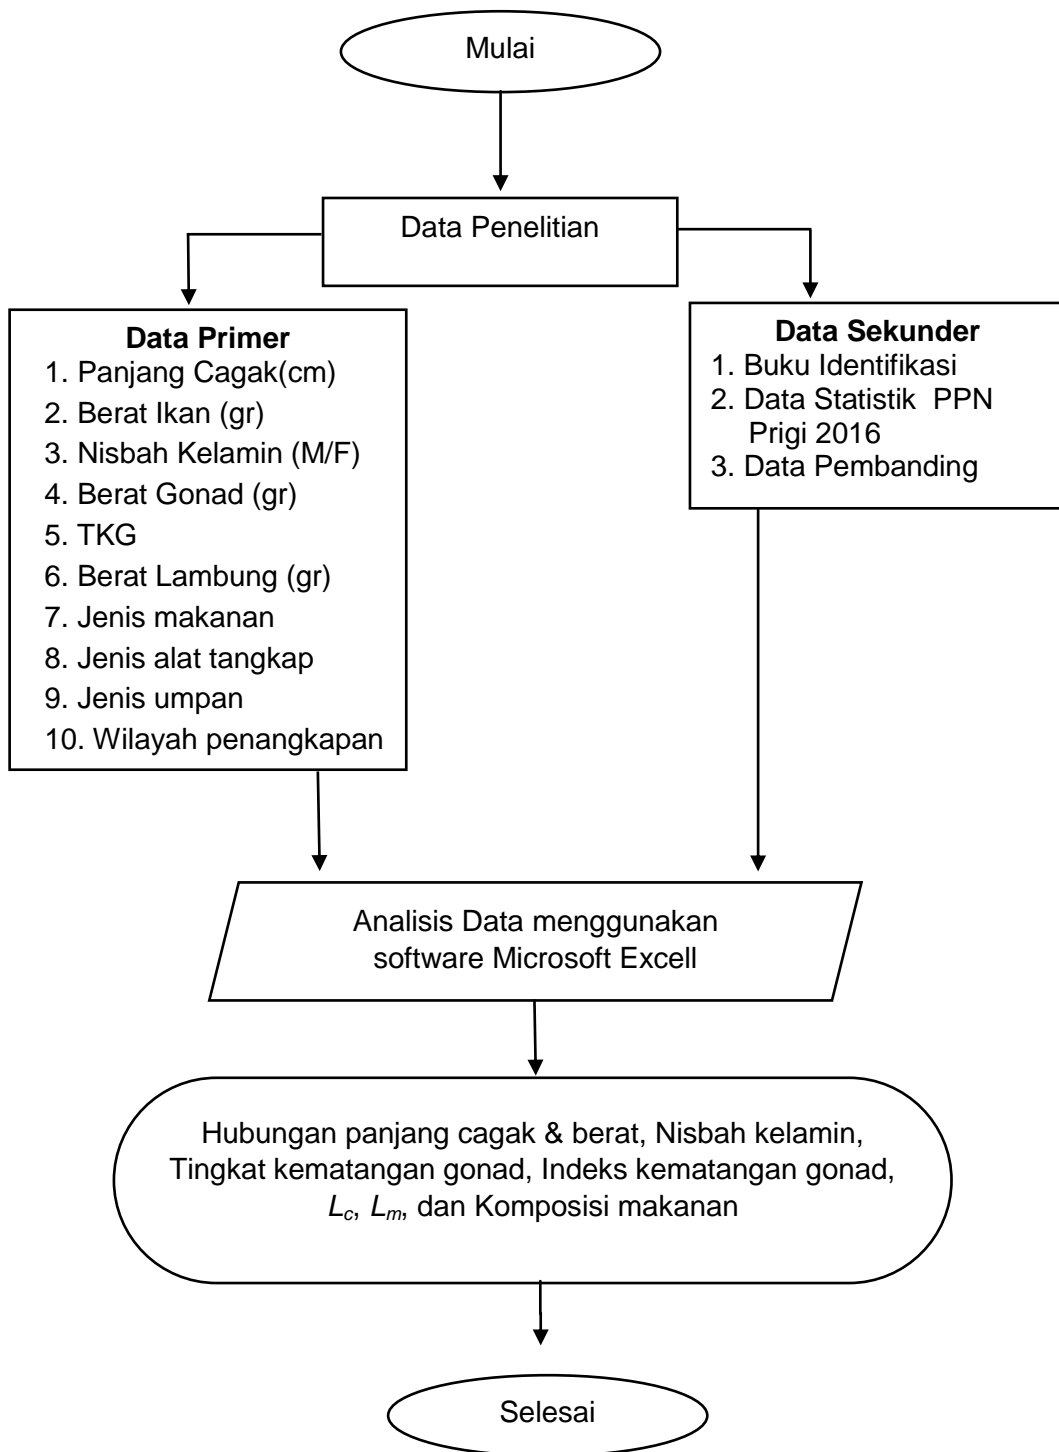 Mulai
Data Penelitian
Data Primer
1. Panjang Cagak(cm)
2. Berat Ikan (gr)
3. Nisbah Kelamin (M/F)
4. Berat Gonad (gr)
5. TKG
6. Berat Lambung (gr)
7. Jenis makanan
8. Jenis alat tangkap
9. Jenis umpan
10. Wilayah penangkapan
Data Sekunder
1. Buku Identifikasi
2. Data Statistik PPN
Prigi 2016
3. Data Pembanding
Analisis Data menggunakan
software Microsoft Excell
Hubungan panjang cagak & berat, Nisbah kelamin,
Tingkat kematangan gonad, Indeks kematangan gonad,
Lc, Lm, dan Komposisi makanan
Selesai